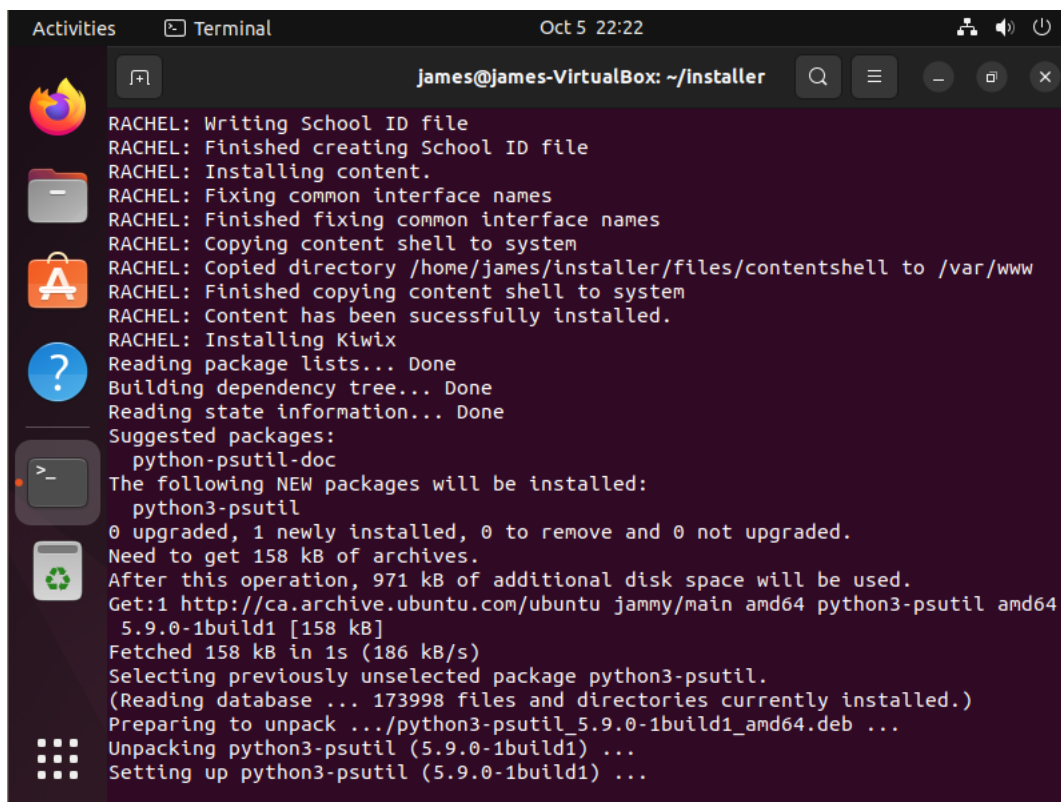 Activities Terminal Oct 5 22:22
james@james-VirtualBox: ~/installer
RACHEL: Writing School ID file
RACHEL: Finished creating School ID file
RACHEL: Installing content.
RACHEL: Fixing common interface names
RACHEL: Finished fixing common interface names
RACHEL: Copying content shell to system
RACHEL: Copied directory /home/james/installer/files/contentshell to /var/www
RACHEL: Finished copying content shell to system
RACHEL: Content has been sucessfully installed.
RACHEL: Installing Kiwix
Reading package lists... Done
Building dependency tree... Done
Reading state information... Done
Suggested packages:
  python-psutil-doc
The following NEW packages will be installed:
  python3-psutil
0 upgraded, 1 newly installed, 0 to remove and 0 not upgraded.
Need to get 158 kB of archives.
After this operation, 971 kB of additional disk space will be used.
Get:1 http://ca.archive.ubuntu.com/ubuntu jammy/main amd64 python3-psutil amd64
 5.9.0-1build1 [158 kB]
Fetched 158 kB in 1s (186 kB/s)
Selecting previously unselected package python3-psutil.
(Reading database ... 173998 files and directories currently installed.)
Preparing to unpack .../python3-psutil_5.9.0-1build1_amd64.deb ...
Unpacking python3-psutil (5.9.0-1build1) ...
Setting up python3-psutil (5.9.0-1build1) ...